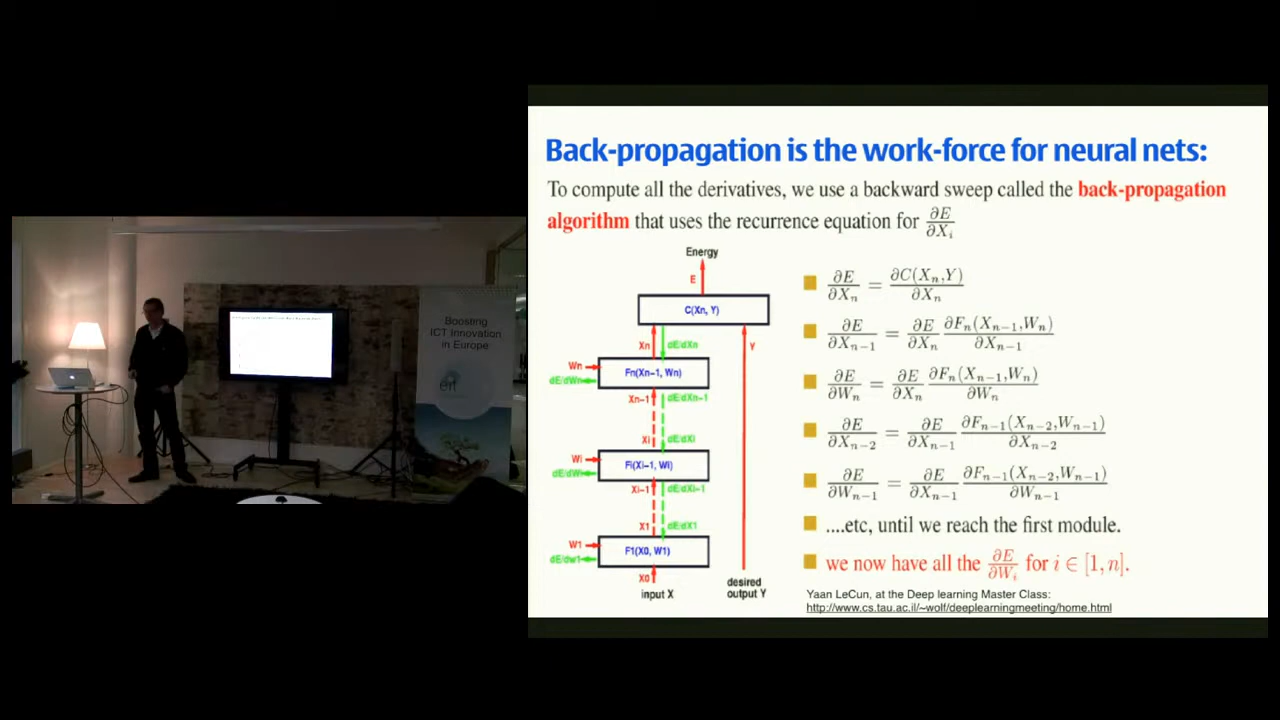 Boosting
ICT Innovation
in Europe
eit
Back-propagation is the work-force for neural nets:
To compute all the derivatives, we use a backward sweep called the back-propagation
algorithm that uses the recurrence equation for ∂E/∂Xi
Energy
E
C(Xn, Y)
Xn dE/dXn Y
Wn
Fn(Xn-1, Wn)
dE/dWn
Xn-1 dE/dXn-1
Xi dE/dXi
Wi
Fi(Xi-1, Wi)
dE/dWi
Xi-1 dE/dXi-1
X1 dE/dX1
W1
F1(X0, W1)
dE/dw1
X0
input X
desired
output Y
∂E/∂Xn = ∂C(Xn,Y)/∂Xn
∂E/∂Xn−1 = ∂E/∂Xn ∂Fn(Xn−1,Wn)/∂Xn−1
∂E/∂Wn = ∂E/∂Xn ∂Fn(Xn−1,Wn)/∂Wn
∂E/∂Xn−2 = ∂E/∂Xn−1 ∂Fn−1(Xn−2,Wn−1)/∂Xn−2
∂E/∂Wn−1 = ∂E/∂Xn−1 ∂Fn−1(Xn−2,Wn−1)/∂Wn−1
....etc, until we reach the first module.
we now have all the ∂E/∂Wi for i ∈ [1, n].
Yaan LeCun, at the Deep learning Master Class:
http://www.cs.tau.ac.il/~wolf/deeplearningmeeting/home.html